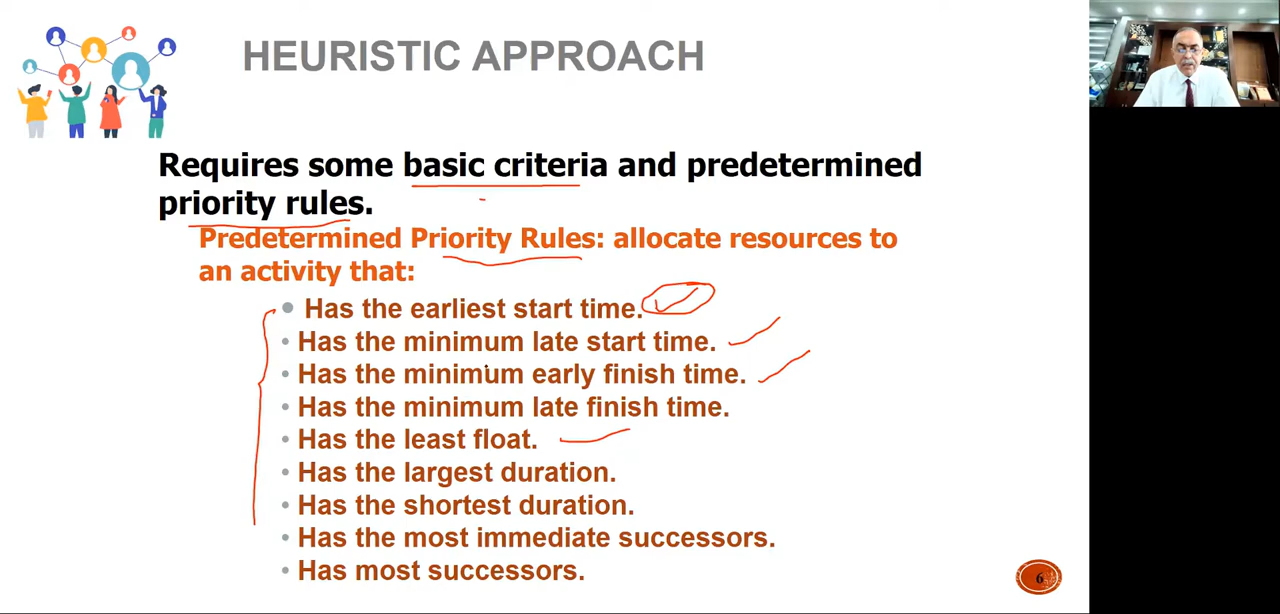 HEURISTIC APPROACH
Requires some basic criteria and predetermined
priority rules.
Predetermined Priority Rules: allocate resources to
an activity that:
• Has the earliest start time.
• Has the minimum late start time.
• Has the minimum early finish time.
• Has the minimum late finish time.
• Has the least float.
• Has the largest duration.
• Has the shortest duration.
• Has the most immediate successors.
• Has most successors.
6